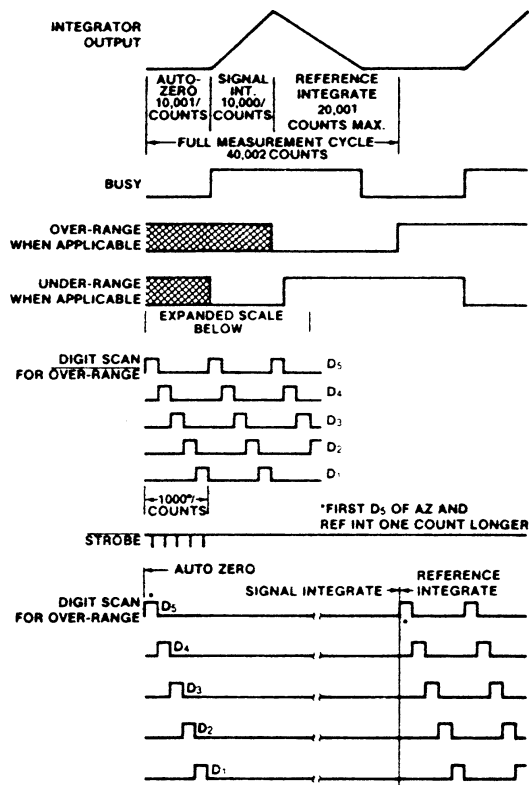 INTEGRATOR
OUTPUT
AUTO-
ZERO
10,001/
COUNTS
SIGNAL
INT.
10,000/
COUNTS
REFERENCE
INTEGRATE
20,001
COUNTS MAX.
FULL MEASUREMENT CYCLE
40,002 COUNTS
BUSY
OVER-RANGE
WHEN APPLICABLE
UNDER-RANGE
WHEN APPLICABLE
EXPANDED SCALE
BELOW
DIGIT SCAN
FOR OVER-RANGE
D5
D4
D3
D2
D1
1000*/
COUNTS
*FIRST D5 OF AZ AND
REF INT ONE COUNT LONGER
STROBE
AUTO ZERO
SIGNAL INTEGRATE
REFERENCE
INTEGRATE
DIGIT SCAN
FOR OVER-RANGE
*
D5
*
D4
D3
D2
D1